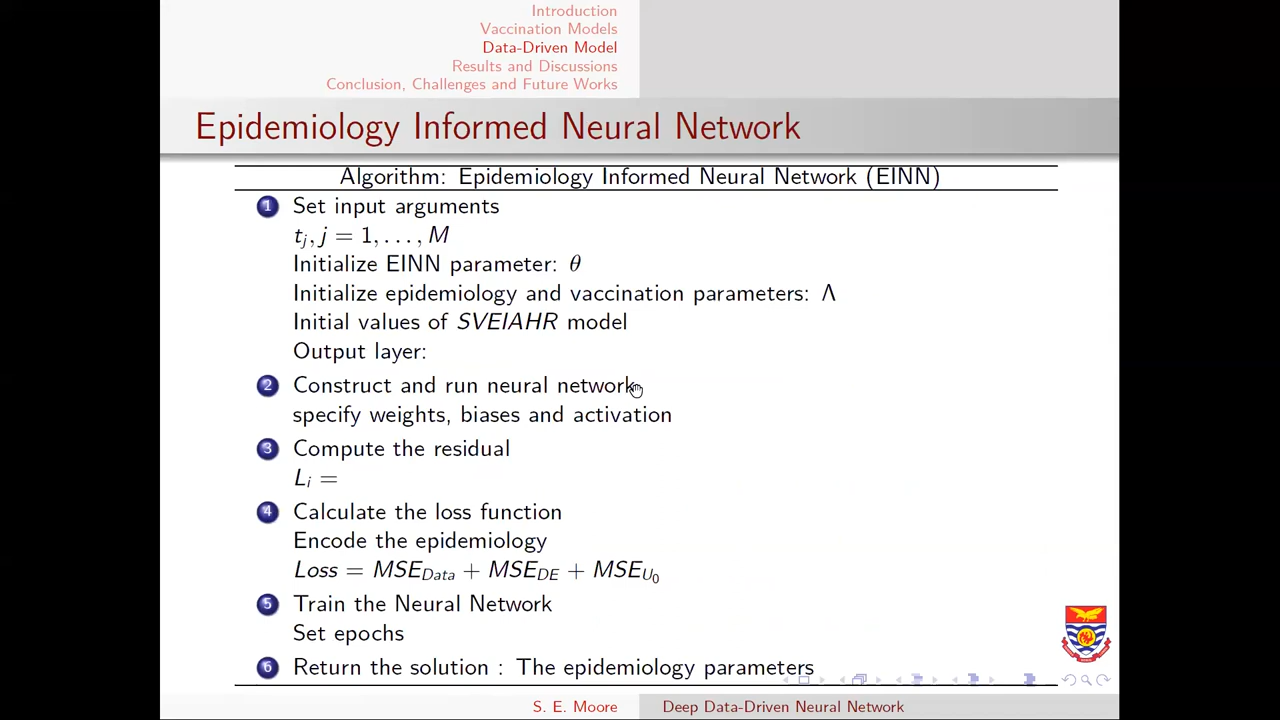 Introduction
Vaccination Models
Data-Driven Model
Results and Discussions
Conclusion, Challenges and Future Works
Epidemiology Informed Neural Network
Algorithm: Epidemiology Informed Neural Network (EINN)
1 Set input arguments
t_j, j = 1, . . . , M
Initialize EINN parameter: θ
Initialize epidemiology and vaccination parameters: Λ
Initial values of SVEIAHR model
Output layer:
2 Construct and run neural network
specify weights, biases and activation
3 Compute the residual
L_i =
4 Calculate the loss function
Encode the epidemiology
Loss = MSE_Data + MSE_DE + MSE_U_0
5 Train the Neural Network
Set epochs
6 Return the solution : The epidemiology parameters
S. E. Moore Deep Data-Driven Neural Network